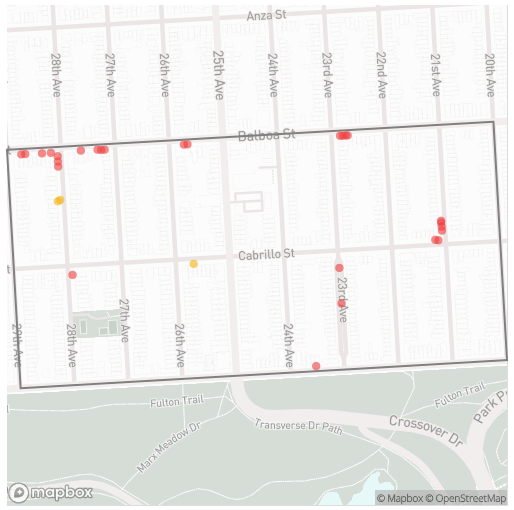 Anza St
28th Ave
27th Ave
26th Ave
25th Ave
24th Ave
23rd Ave
22nd Ave
21st Ave
20th Ave
Balboa St
Cabrillo St
29th Ave
28th Ave
27th Ave
26th Ave
24th Ave
23rd Ave
Fulton Trail
Fulton Trail
Marx Meadow Dr
Transverse Dr Path
Crossover Dr
Park Pr
mapbox
© Mapbox © OpenStreetMap